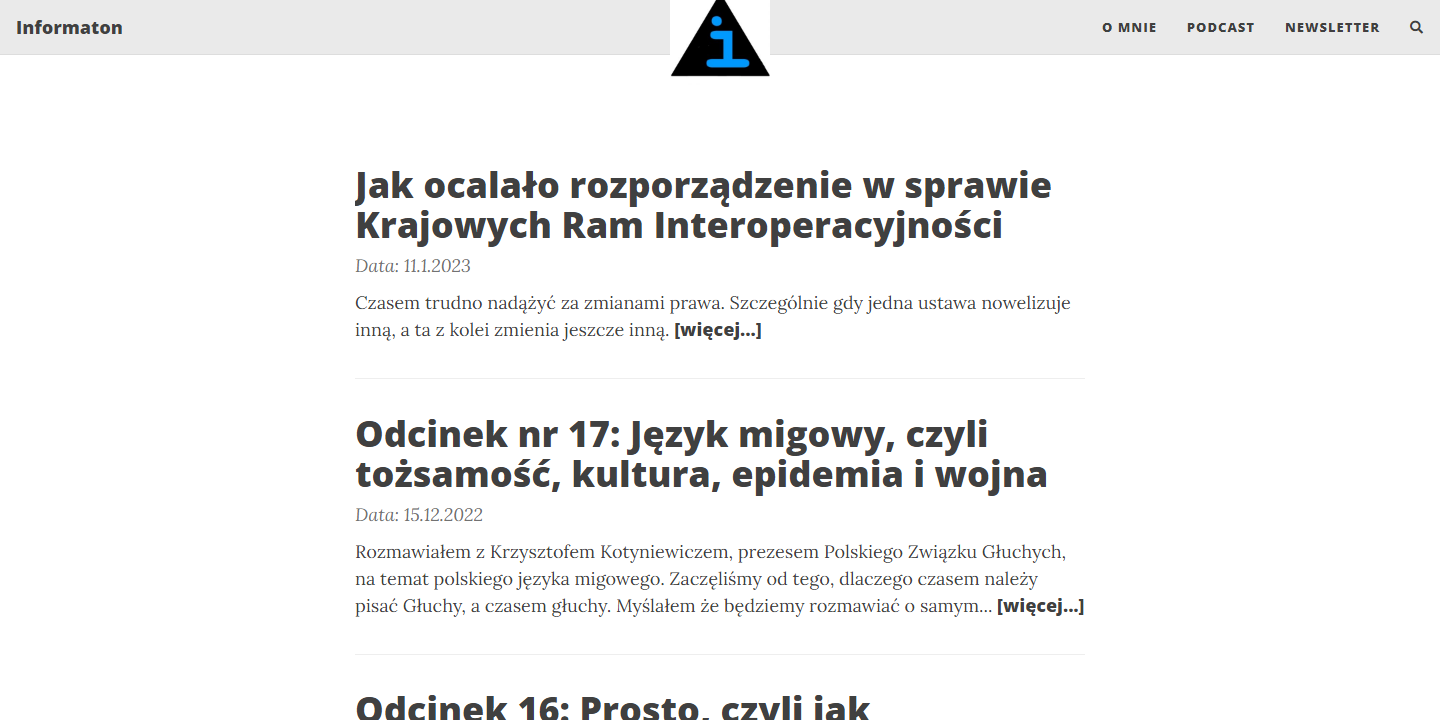 Informaton
i
O MNIE
PODCAST
NEWSLETTER
Jak ocalało rozporządzenie w sprawie
Krajowych Ram Interoperacyjności
Data: 11.1.2023
Czasem trudno nadążyć za zmianami prawa. Szczególnie gdy jedna ustawa nowelizuje
inną, a ta z kolei zmienia jeszcze inną. [więcej...]
Odcinek nr 17: Język migowy, czyli
tożsamość, kultura, epidemia i wojna
Data: 15.12.2022
Rozmawiałem z Krzysztofem Kotyniewiczem, prezesem Polskiego Związku Głuchych,
na temat polskiego języka migowego. Zaczęliśmy od tego, dlaczego czasem należy
pisać Głuchy, a czasem głuchy. Myślałem że będziemy rozmawiać o samym... [więcej...]
Odcinek 16: Prosto, czyli jak